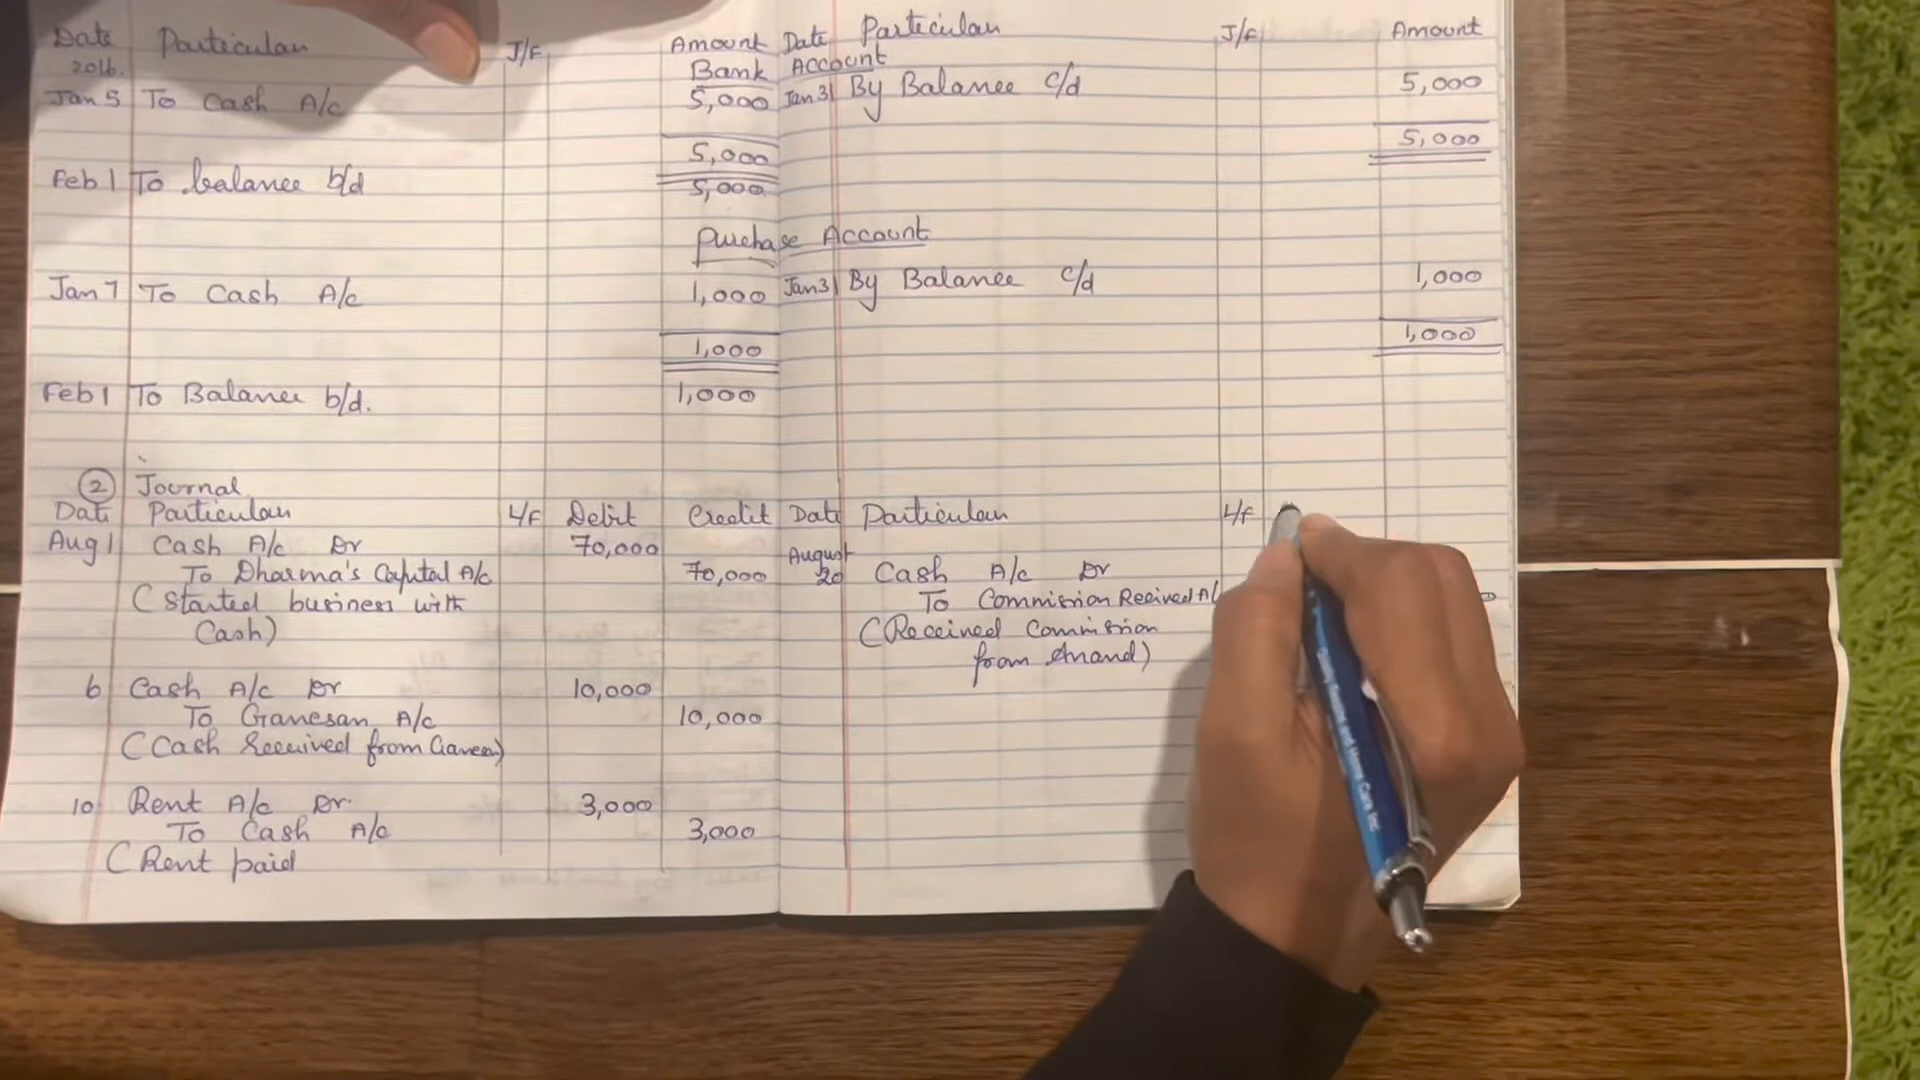 Date Particulars J/F Amount Date Particulars J/F Amount
2016. Bank Account
Jan 5 To Cash A/c 5,000 Jan 31 By Balance c/d 5,000
5,000 5,000
Feb 1 To balance b/d 5,000
Purchase Account
Jan 7 To Cash A/c 1,000 Jan 31 By Balance c/d 1,000
1,000 1,000
Feb 1 To Balance b/d. 1,000
2 Journal
Date Particulars L/F Debit Credit Date Particulars L/F
Aug 1 Cash A/c Dr 70,000
To Dharma's Capital A/c 70,000
(Started business with
Cash)
6 Cash A/c Dr 10,000
To Ganesan A/c 10,000
(Cash Received from
10 Rent A/c Dr. 3,000
To Cash A/c 3,000
(Rent paid
August
20 Cash A/c Dr
To Commission Received A/
(Received Commission
from Anand)